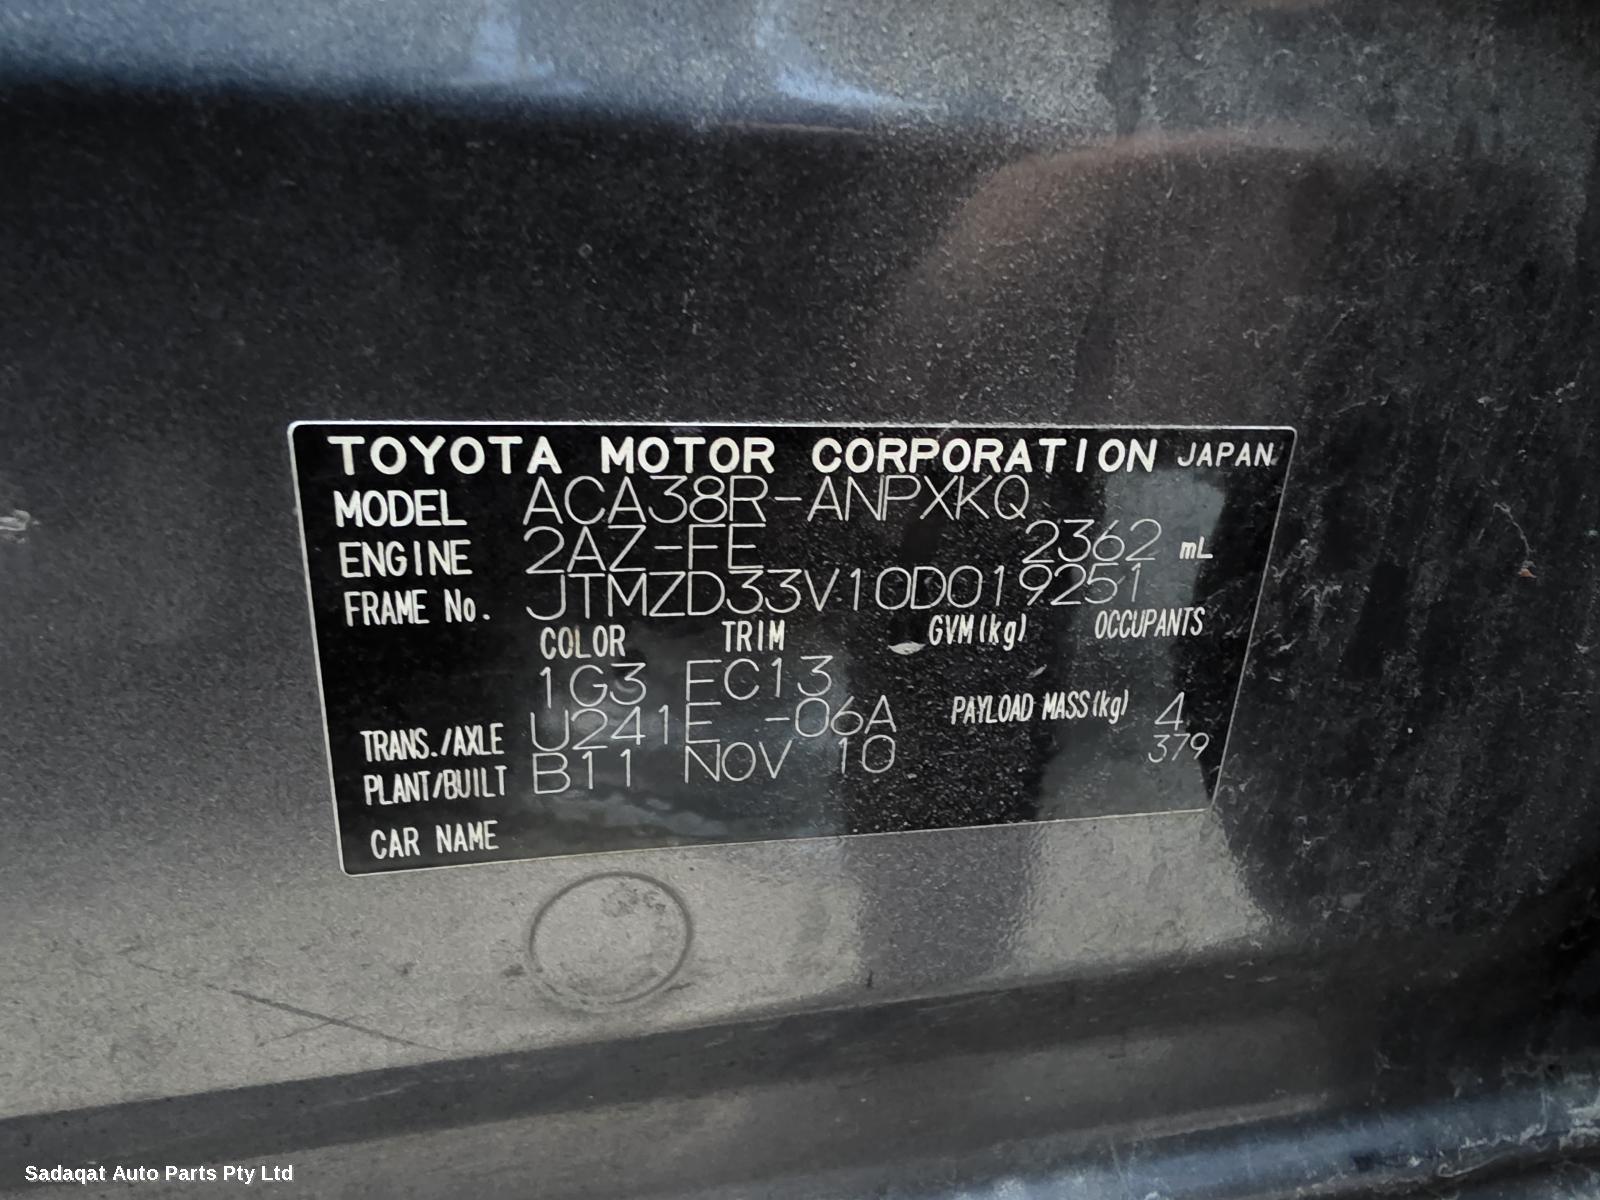 TOYOTA MOTOR CORPORATION JAPAN
MODEL ACA38R-ANPXKQ
ENGINE 2AZ-FE 2362 mL
FRAME No. JTMZD33V10D019251
COLOR TRIM GVM(kg) OCCUPANTS
1G3 FC13
TRANS./AXLE U241E -06A PAYLOAD MASS(kg) 4
PLANT/BUILT B11 NOV 10 379
CAR NAME
Sadaqat Auto Parts Pty Ltd